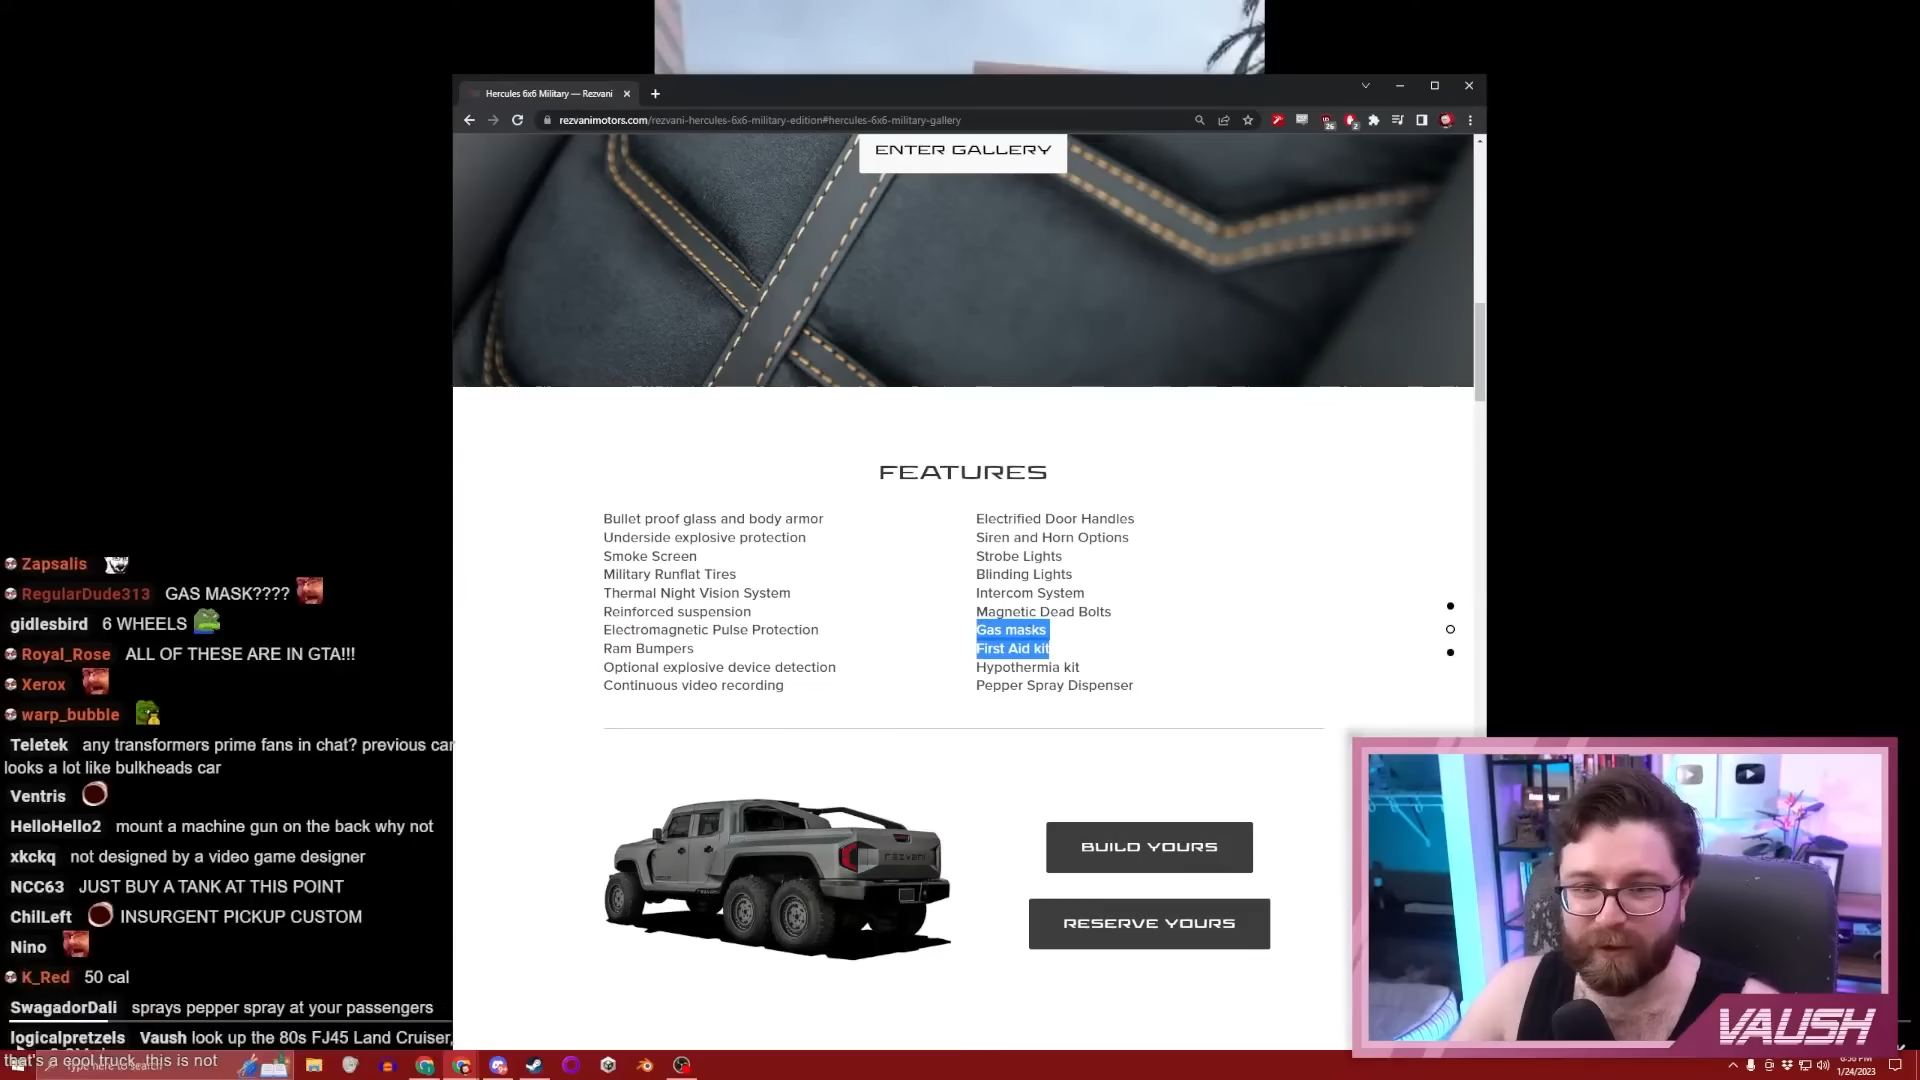 Hercules 6x6 Military — Rezvani
rezvanimotors.com/rezvani-hercules-6x6-military-edition#hercules-6x6-military-gallery
26
2
ENTER GALLERY
FEATURES
Bullet proof glass and body armor
Underside explosive protection
Smoke Screen
Military Runflat Tires
Thermal Night Vision System
Reinforced suspension
Electromagnetic Pulse Protection
Ram Bumpers
Optional explosive device detection
Continuous video recording
Electrified Door Handles
Siren and Horn Options
Strobe Lights
Blinding Lights
Intercom System
Magnetic Dead Bolts
Gas masks
First Aid kit
Hypothermia kit
Pepper Spray Dispenser
BUILD YOURS
RESERVE YOURS
Zapsalis
RegularDude313 GAS MASK????
gidlesbird 6 WHEELS
Royal_Rose ALL OF THESE ARE IN GTA!!!
Xerox
warp_bubble
Teletek any transformers prime fans in chat? previous car
looks a lot like bulkheads car
Ventris
HelloHello2 mount a machine gun on the back why not
xkckq not designed by a video game designer
NCC63 JUST BUY A TANK AT THIS POINT
ChilLeft INSURGENT PICKUP CUSTOM
Nino
K_Red 50 cal
SwagadorDali sprays pepper spray at your passengers
logicalpretzels Vaush look up the 80s FJ45 Land Cruiser,
that's a cool truck, this is not
Type here to search
VAUSH
1/24/2023